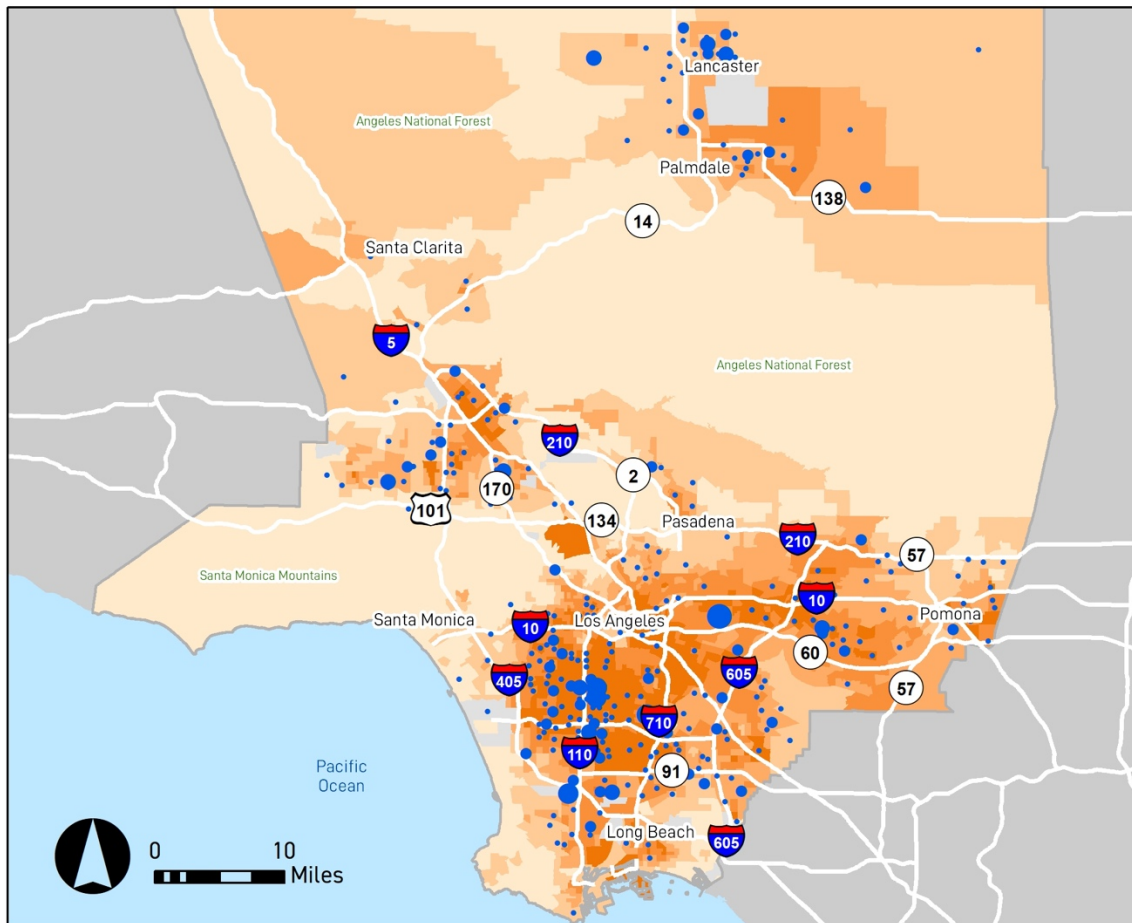 Lancaster
Angeles National Forest
Palmdale
138
14
Santa Clarita
5
Angeles National Forest
210
2
170
101
134
Pasadena
210
57
Santa Monica Mountains
10
Santa Monica
10
Los Angeles
Pomona
60
405
605
57
710
110
91
Pacific
Ocean
Long Beach
605
0 10
Miles